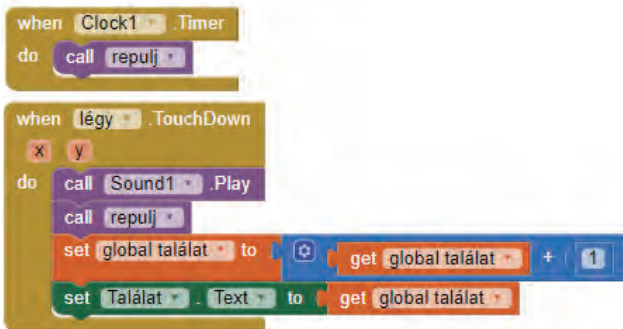 when Clock1 .Timer
do call repulj
when légy .TouchDown
x y
do call Sound1 .Play
call repulj
set global találat to get global találat + 1
set Találat . Text to get global találat